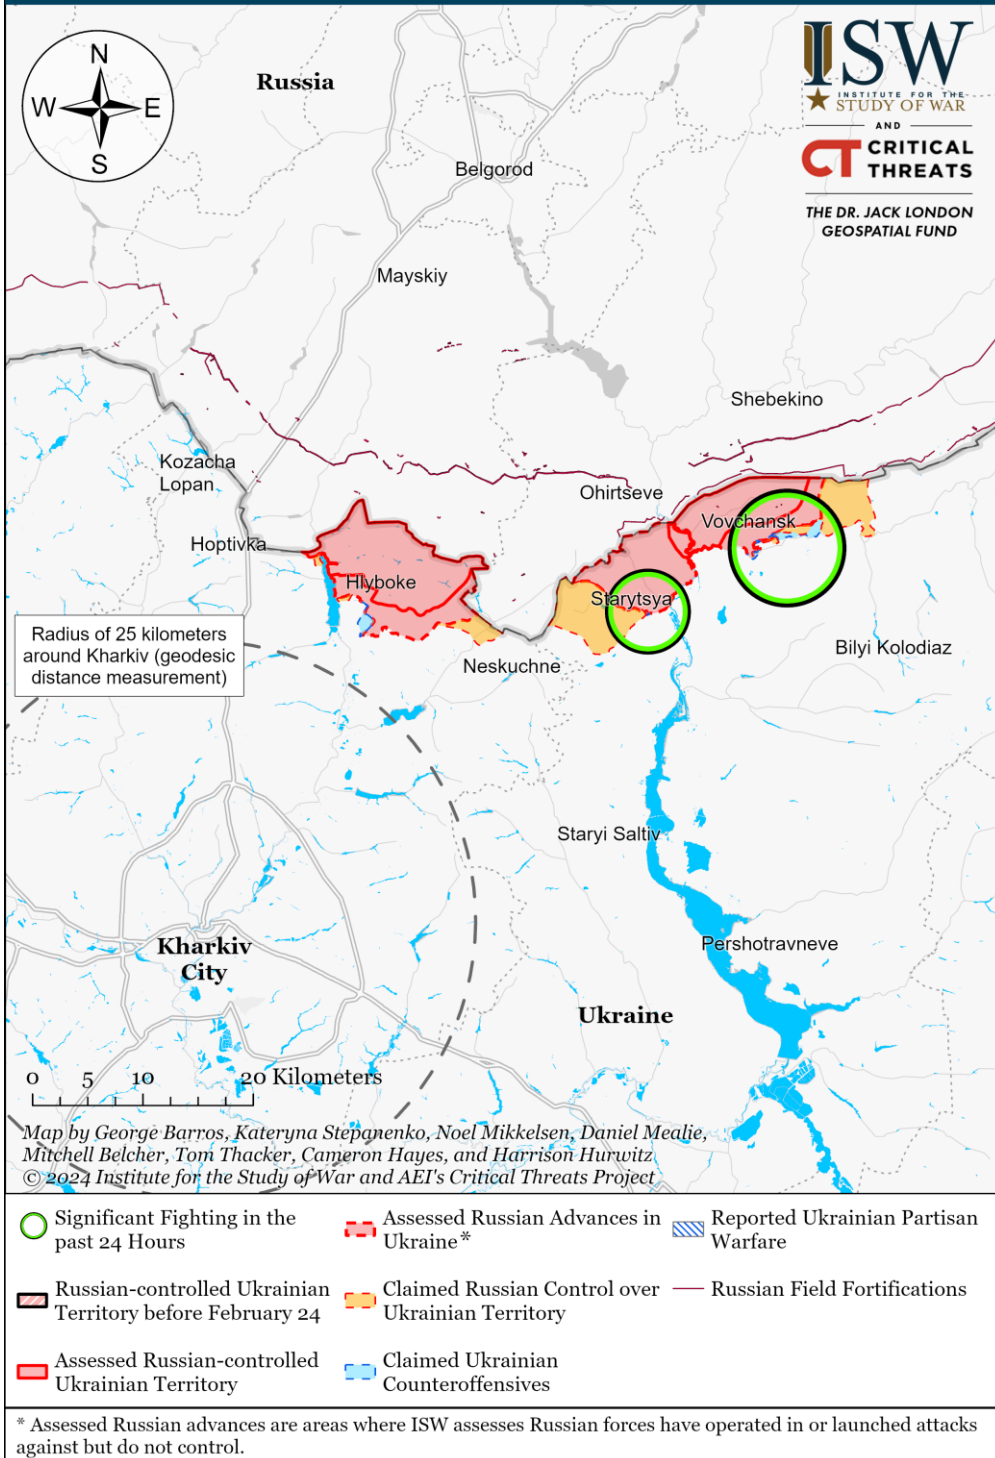 N
W
E
S
Russia
ISW
INSTITUTE FOR THE
STUDY OF WAR
AND
CT CRITICAL
THREATS
THE DR. JACK LONDON
GEOSPATIAL FUND
Belgorod
Mayskiy
Shebekino
Kozacha
Lopan
Ohirtseve
Vovchansk
Hoptivka
Hlyboke
Starytsya
Radius of 25 kilometers
around Kharkiv (geodesic
distance measurement)
Neskuchne
Bilyi Kolodiaz
Staryi Saltiv
Kharkiv
City
Pershotravneve
Ukraine
0 5 10 20 Kilometers
Map by George Barros, Kateryna Stepanenko, Noel Mikkelsen, Daniel Mealie,
Mitchell Belcher, Tom Thacker, Cameron Hayes, and Harrison Hurwitz
© 2024 Institute for the Study of War and AEI's Critical Threats Project
Significant Fighting in the
past 24 Hours
Russian-controlled Ukrainian
Territory before February 24
Assessed Russian-controlled
Ukrainian Territory
Assessed Russian Advances in
Ukraine*
Claimed Russian Control over
Ukrainian Territory
Claimed Ukrainian
Counteroffensives
Reported Ukrainian Partisan
Warfare
Russian Field Fortifications
* Assessed Russian advances are areas where ISW assesses Russian forces have operated in or launched attacks
against but do not control.